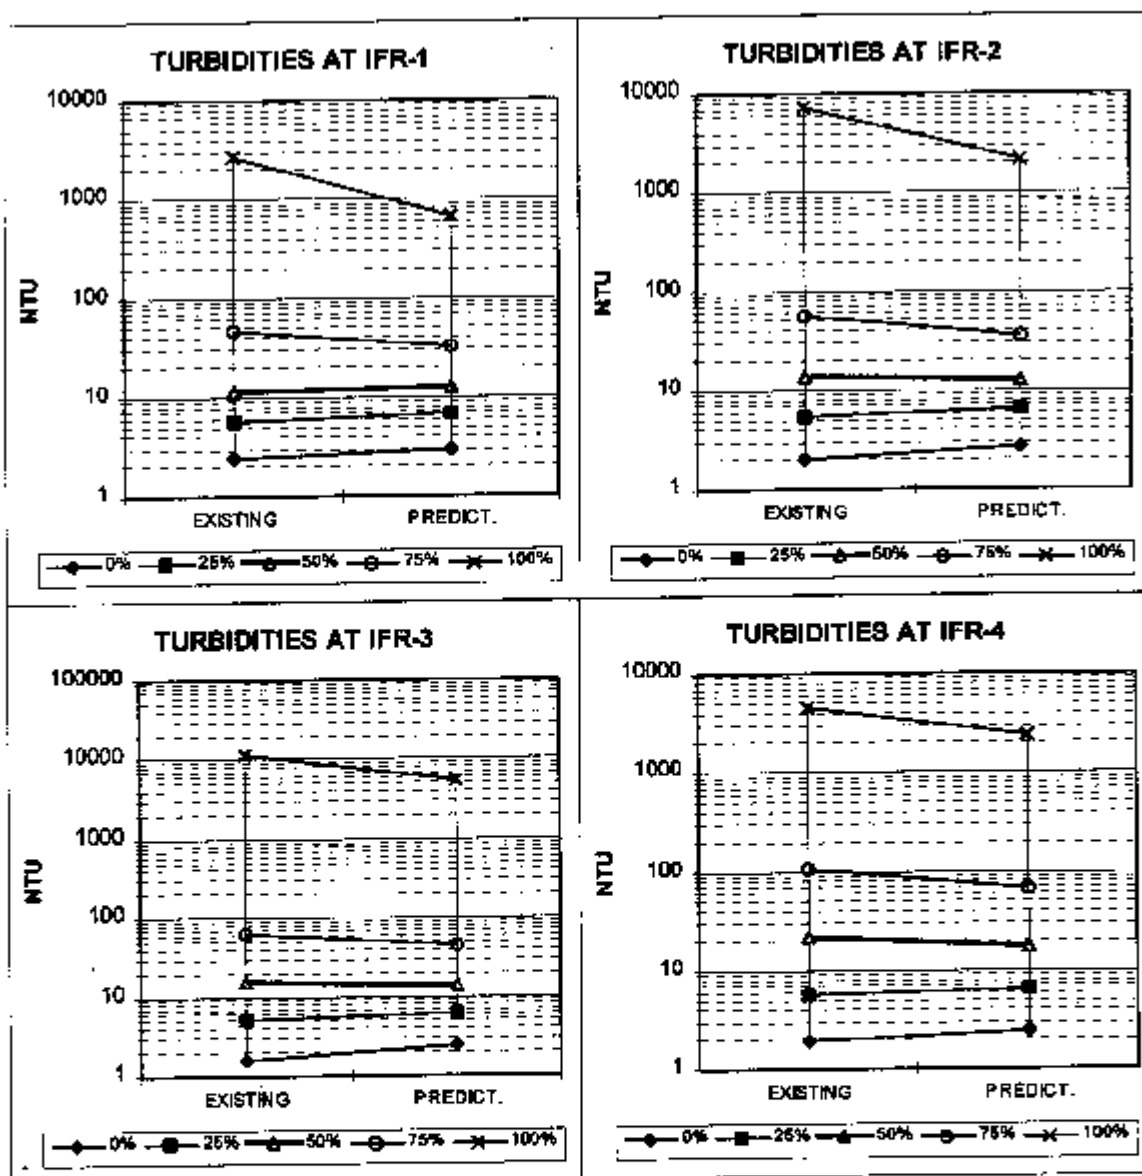 TURBIDITIES AT IFR-1
10000
1000
100
10
1
NTU
EXISTING PREDICT.
0% 25% 50% 75% 100%
TURBIDITIES AT IFR-2
10000
1000
100
10
1
NTU
EXISTING PREDICT.
0% 25% 50% 75% 100%
TURBIDITIES AT IFR-3
100000
10000
1000
100
10
1
NTU
EXISTING PREDICT.
0% 25% 50% 75% 100%
TURBIDITIES AT IFR-4
10000
1000
100
10
1
NTU
EXISTING PREDICT.
0% 25% 50% 75% 100%